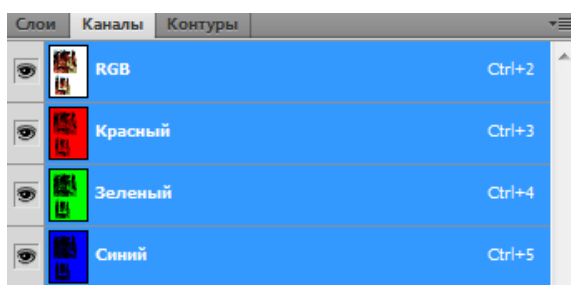 Слои Каналы Контуры
RGB Ctrl+2
Красный Ctrl+3
Зеленый Ctrl+4
Синий Ctrl+5